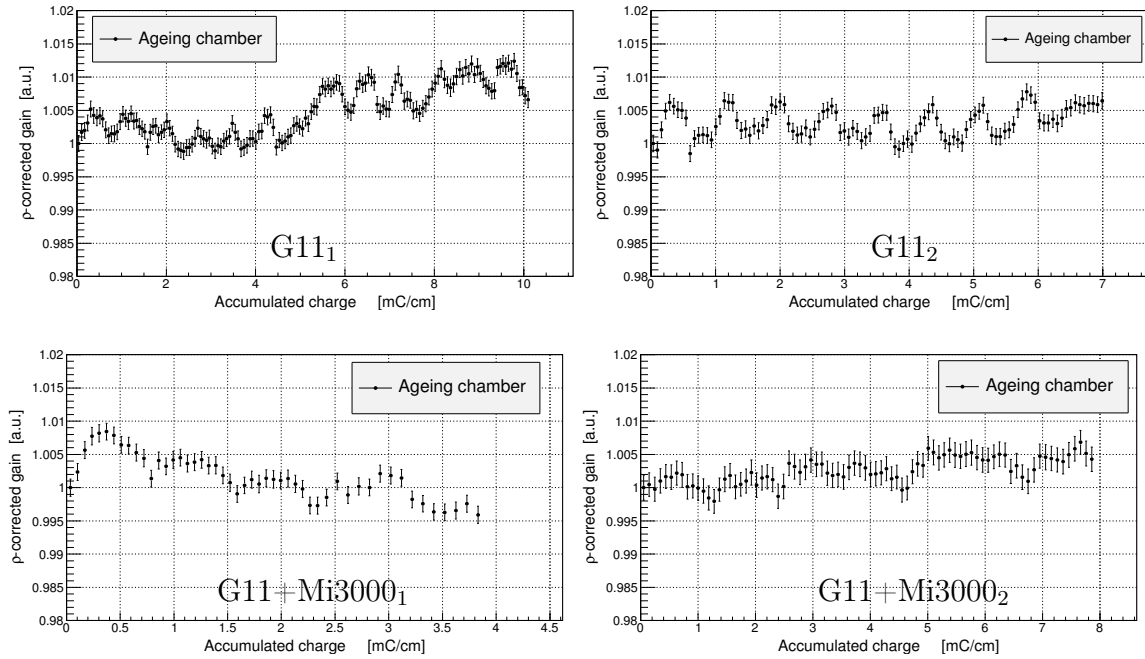 1.02
1.015
1.01
1.005
1
0.995
0.99
0.985
0.98
ρ-corrected gain [a.u.]
Ageing chamber
G11₁
0 2 4 6 8 10
Accumulated charge [mC/cm]
1.02
1.015
1.01
1.005
1
0.995
0.99
0.985
0.98
ρ-corrected gain [a.u.]
Ageing chamber
G11₂
0 1 2 3 4 5 6 7
Accumulated charge [mC/cm]
1.02
1.015
1.01
1.005
1
0.995
0.99
0.985
0.98
ρ-corrected gain [a.u.]
Ageing chamber
G11+Mi3000₁
0 0.5 1 1.5 2 2.5 3 3.5 4 4.5
Accumulated charge [mC/cm]
1.02
1.015
1.01
1.005
1
0.995
0.99
0.985
0.98
ρ-corrected gain [a.u.]
Ageing chamber
G11+Mi3000₂
0 1 2 3 4 5 6 7 8
Accumulated charge [mC/cm]